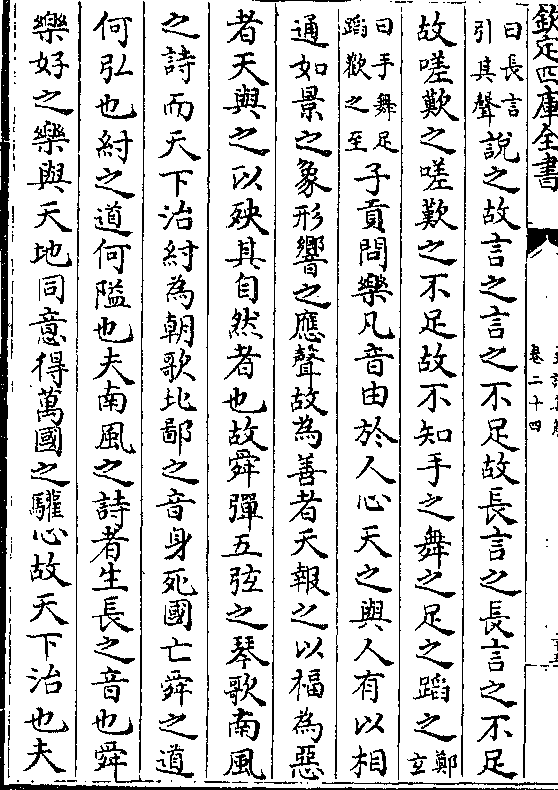 欽定四庫全書
卷二十四
曰長言引其聲說之故言之言之不足故長言之長言之不足
故嗟歎之嗟歎之不足故不知手之舞之足之蹈之鄭玄
曰手舞足蹈歡之至子貢問樂凡音由於人心天之與人有以相
通如景之象形響之應聲故為善者天報之以福為惡
者天與之以殃其自然者也故舜彈五弦之琴歌南風
之詩而天下治紂為朝歌北鄙之音身死國亡舜之道
何弘也紂之道何隘也夫南風之詩者生長之音也舜
樂好之樂與天地同意得萬國之驩心故天下治也夫